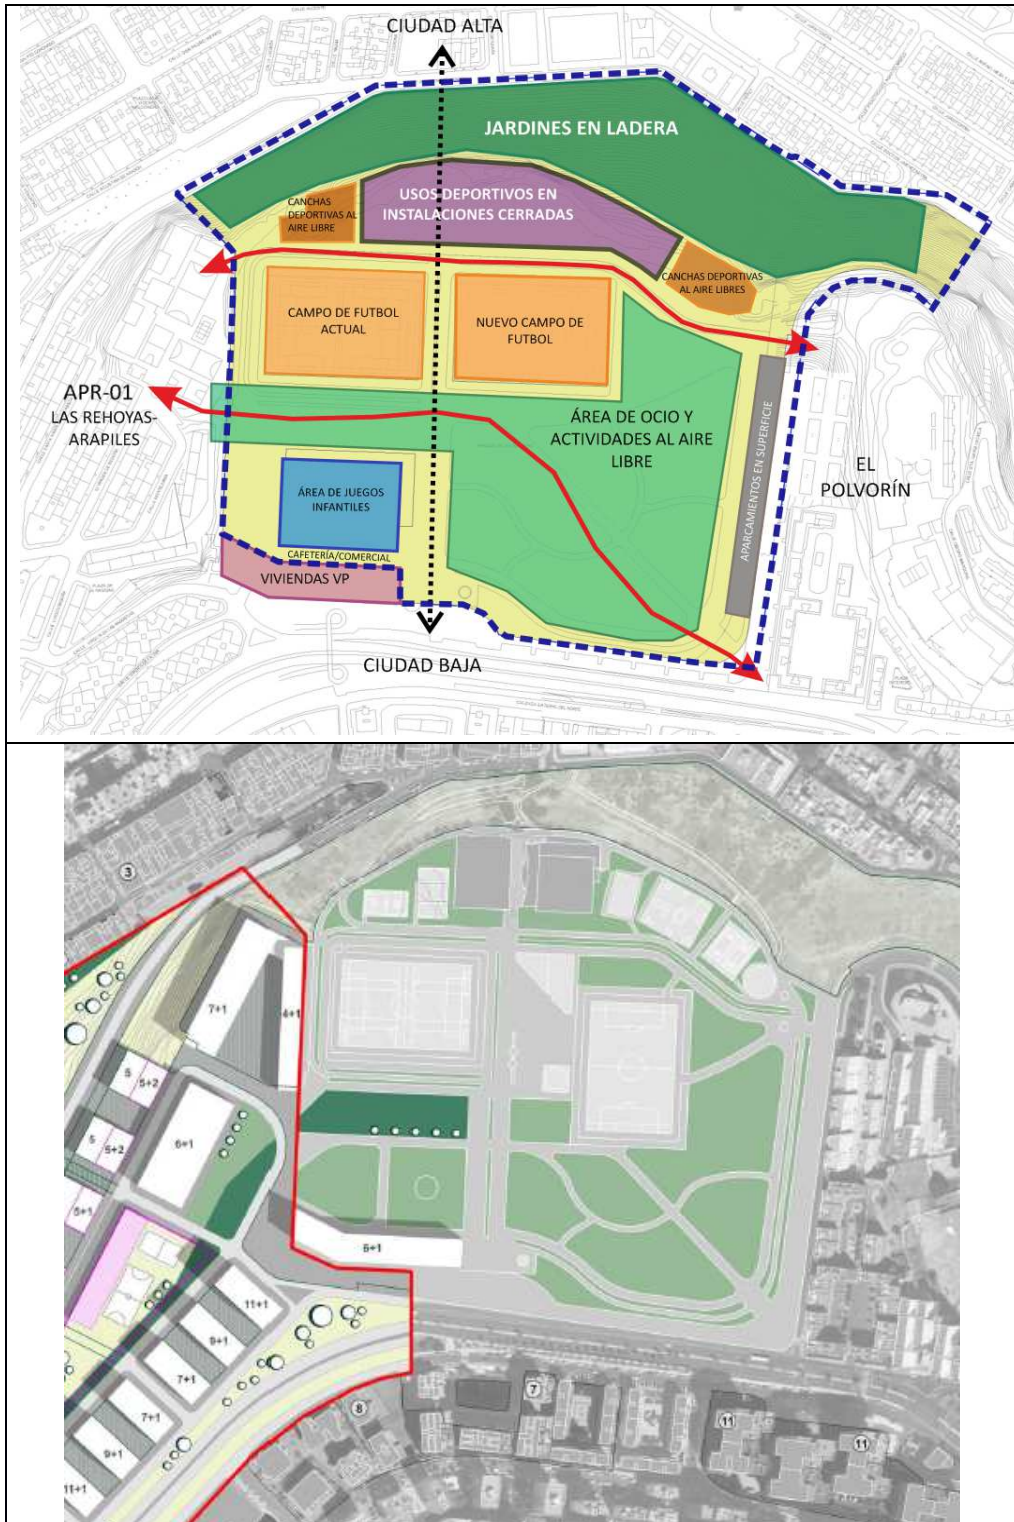 CIUDAD ALTA
JARDINES EN LADERA
USOS DEPORTIVOS EN
INSTALACIONES CERRADAS
CANCHAS
DEPORTIVAS AL
AIRE LIBRE
CANCHAS DEPORTIVAS
AL AIRE LIBRES
CAMPO DE FUTBOL
ACTUAL
NUEVO CAMPO DE
FUTBOL
APR-01
LAS REHOYAS-
ARAPILES
ÁREA DE OCIO Y
ACTIVIDADES AL AIRE
LIBRE
APARCAMIENTOS EN SUPERFICIE
EL
POLVORÍN
ÁREA DE JUEGOS
INFANTILES
CAFETERÍA/COMERCIAL
VIVIENDAS VP
CIUDAD BAJA
3
7+1
4+1
5
5+2
6+1
5
5+2
5+1
6+1
11+1
9+1
7+1
7+1
9+1
11+1
8
7
11
11